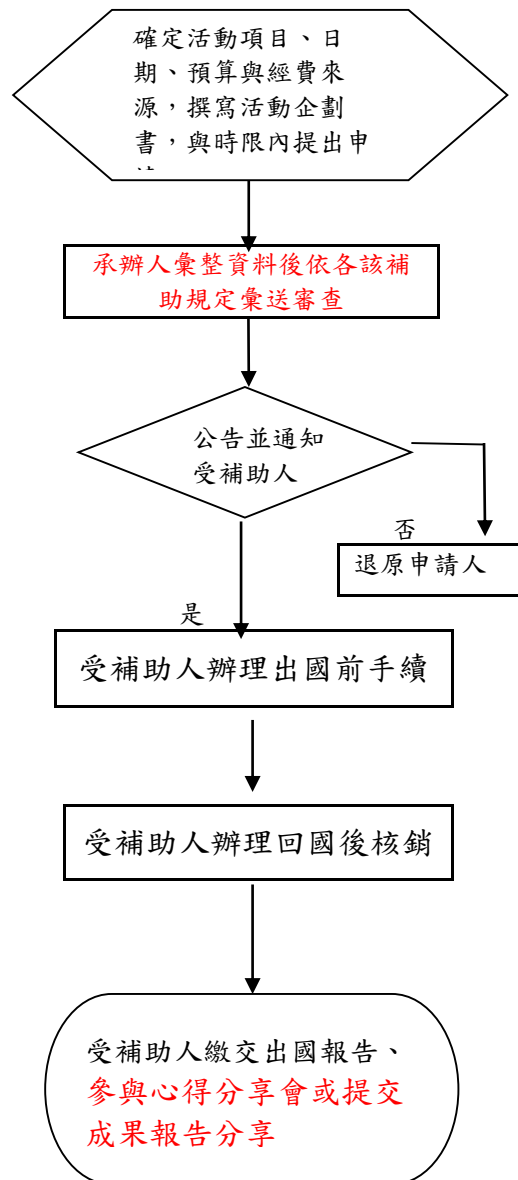 確定活動項目、日
期、預算與經費來
源，撰寫活動企劃
書，與時限內提出申
承辦人彙整資料後依各該補
助規定彙送審查
公告並通知
受補助人
否
退原申請人
是
受補助人辦理出國前手續
受補助人辦理回國後核銷
受補助人繳交出國報告、
參與心得分享會或提交
成果報告分享